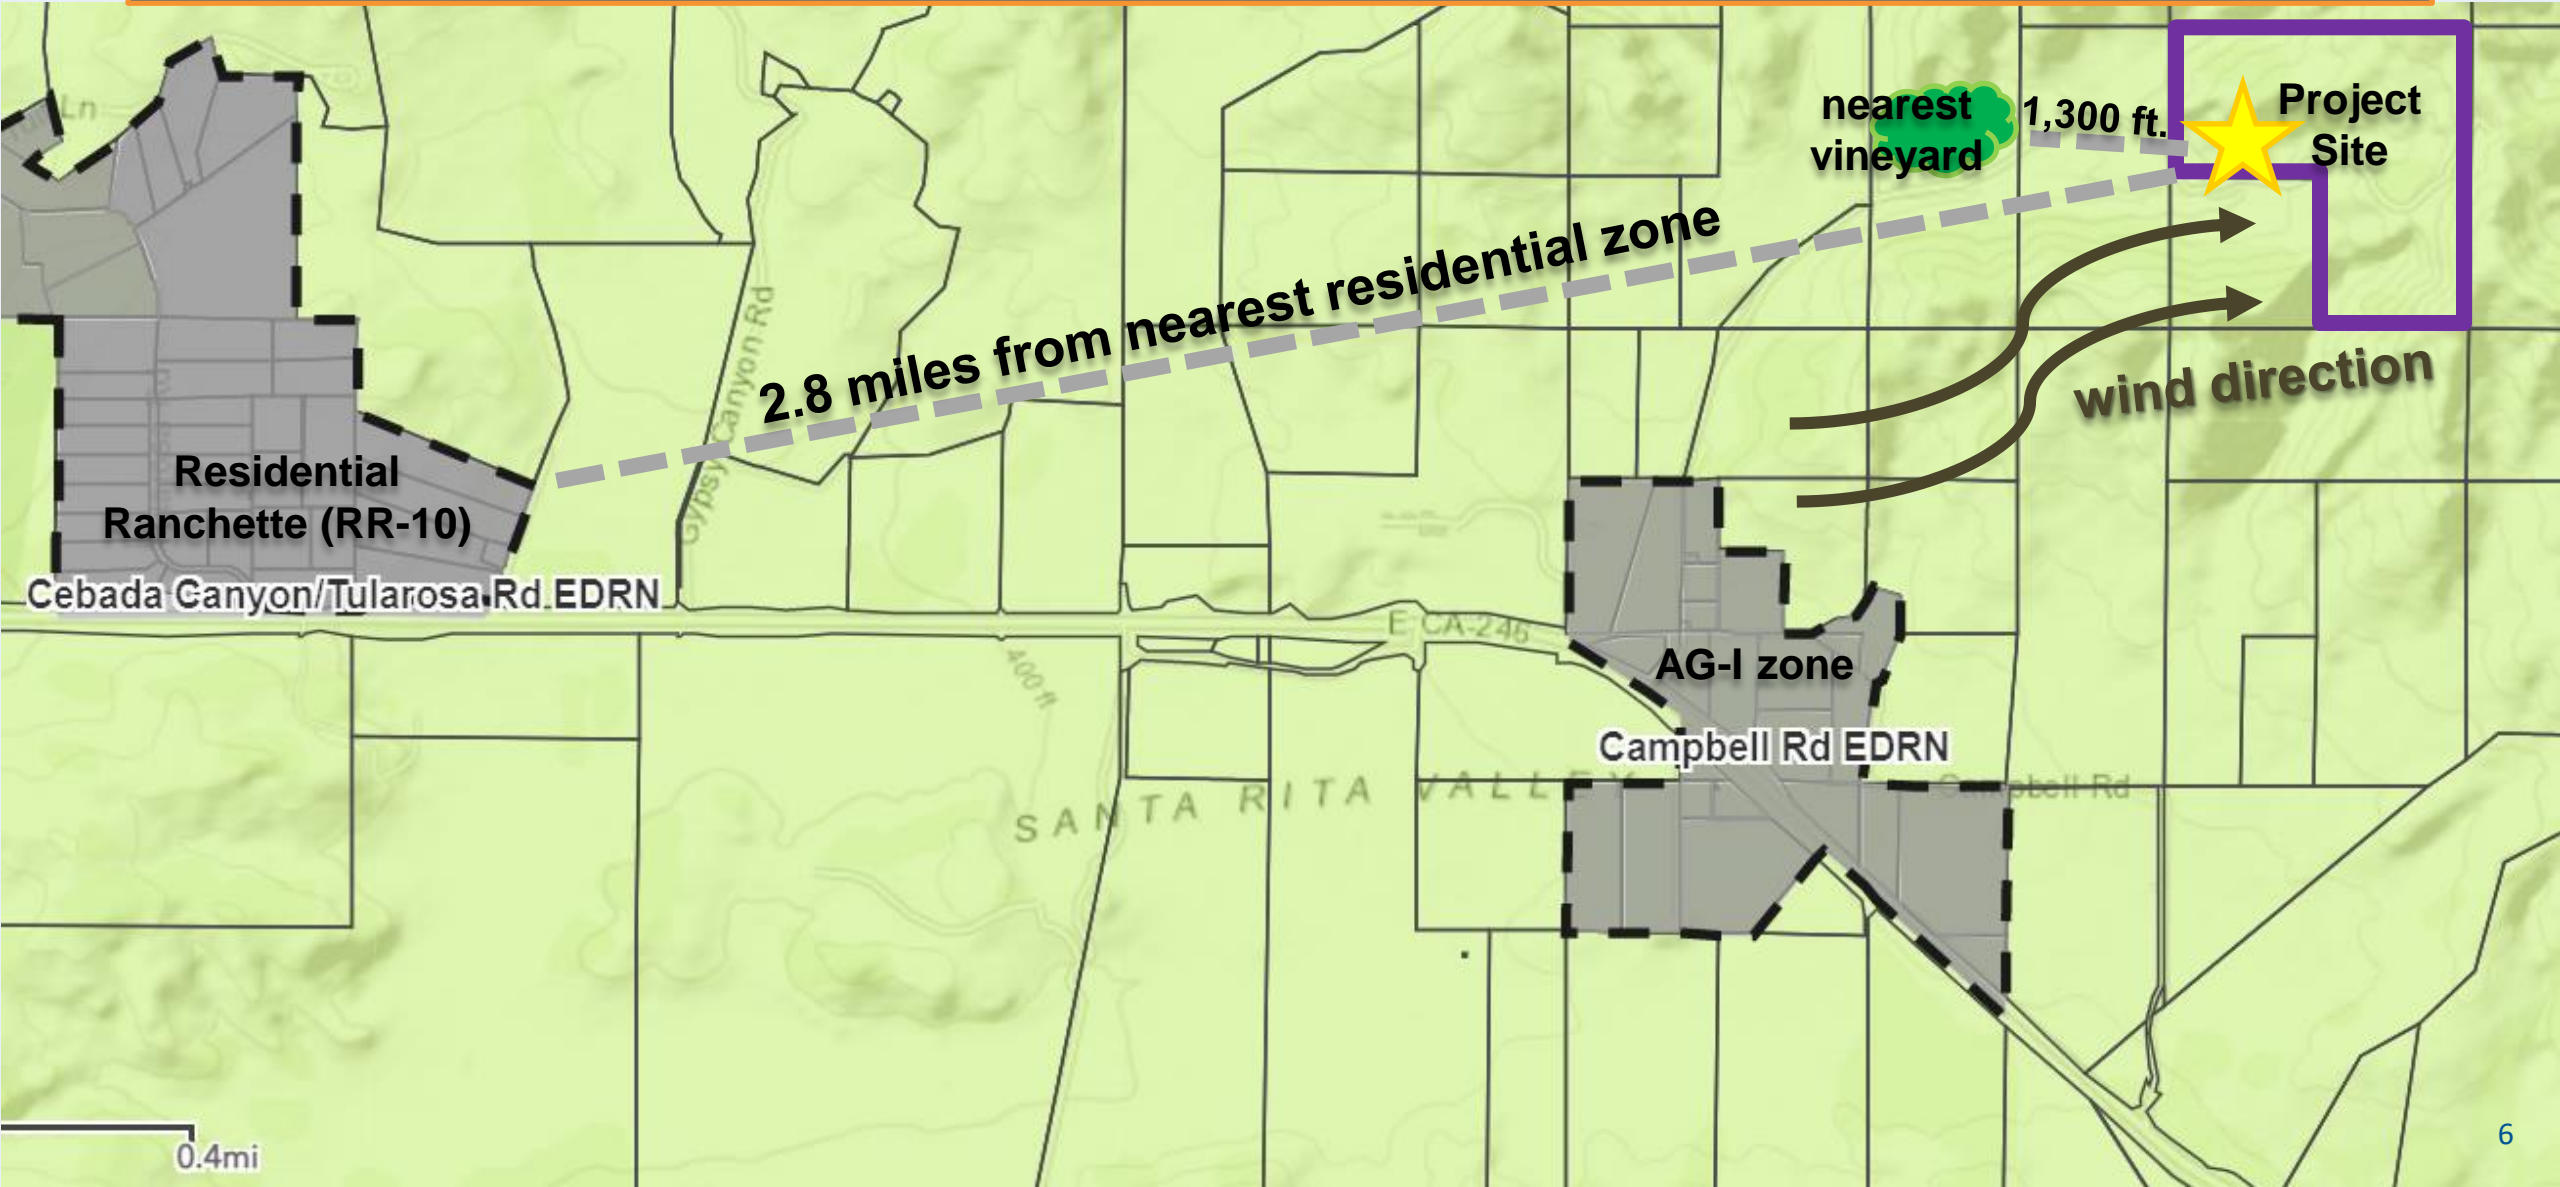 Ln
nearest
vineyard
1,300 ft.
Project
Site
2.8 miles from nearest residential zone
wind direction
Gypsy Canyon Rd
Residential
Ranchette (RR-10)
Cebada Canyon/Tularosa Rd EDRN
E CA-246
400 ft
AG-I zone
Campbell Rd EDRN
Campbell Rd
SANTA RITA VALLEY
0.4mi
6